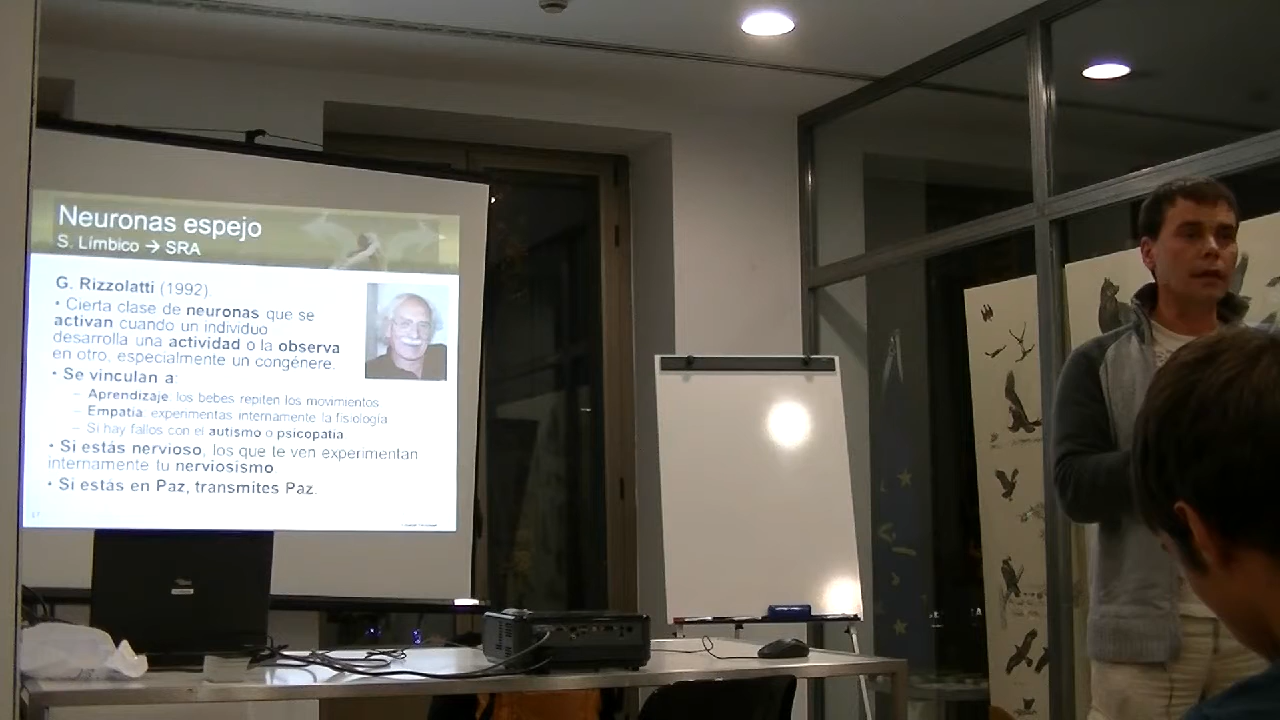 Neuronas espejo
S. Límbico → SRA
G. Rizzolatti (1992).
• Cierta clase de neuronas que se
activan cuando un individuo
desarrolla una actividad o la observa
en otro, especialmente un congénere.
• Se vinculan a:
– Aprendizaje: los bebes repiten los movimientos.
– Empatía: experimentas internamente la fisiología
– Si hay fallos con el autismo o psicopatía
• Si estás nervioso, los que te ven experimentan
internamente tu nerviosismo
• Si estás en Paz, transmites Paz.